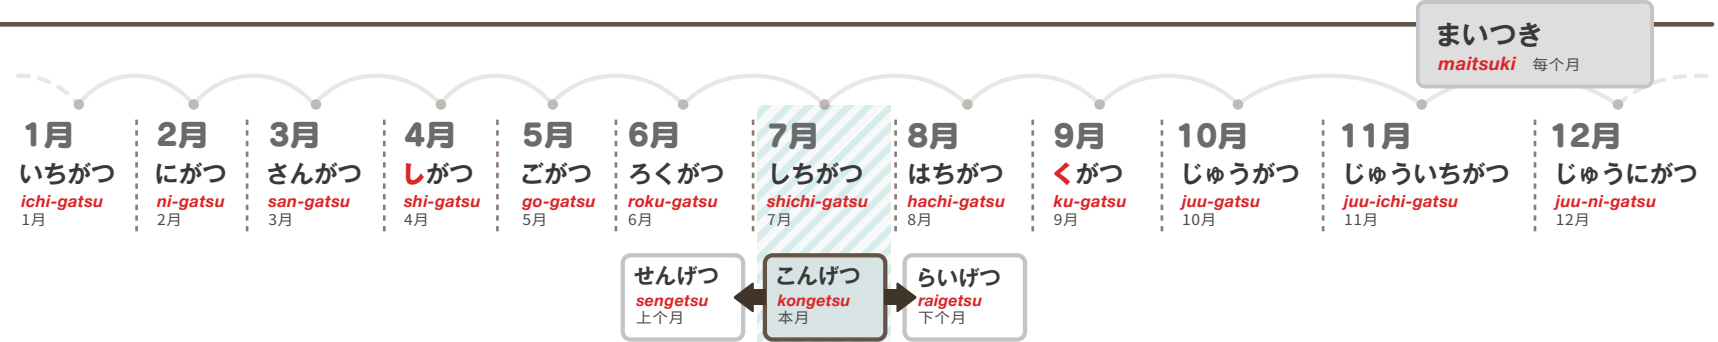 まいつき
maitsuki 每个月
1月
いちがつ
ichi-gatsu
1月
2月
にがつ
ni-gatsu
2月
3月
さんがつ
san-gatsu
3月
4月
しがつ
shi-gatsu
4月
5月
ごがつ
go-gatsu
5月
6月
ろくがつ
roku-gatsu
6月
7月
しちがつ
shichi-gatsu
7月
8月
はちがつ
hachi-gatsu
8月
9月
くがつ
ku-gatsu
9月
10月
じゅうがつ
juu-gatsu
10月
11月
じゅういちがつ
juu-ichi-gatsu
11月
12月
じゅうにがつ
juu-ni-gatsu
12月
せんげつ
sengetsu
上个月
こんげつ
kongetsu
本月
らいげつ
raigetsu
下个月